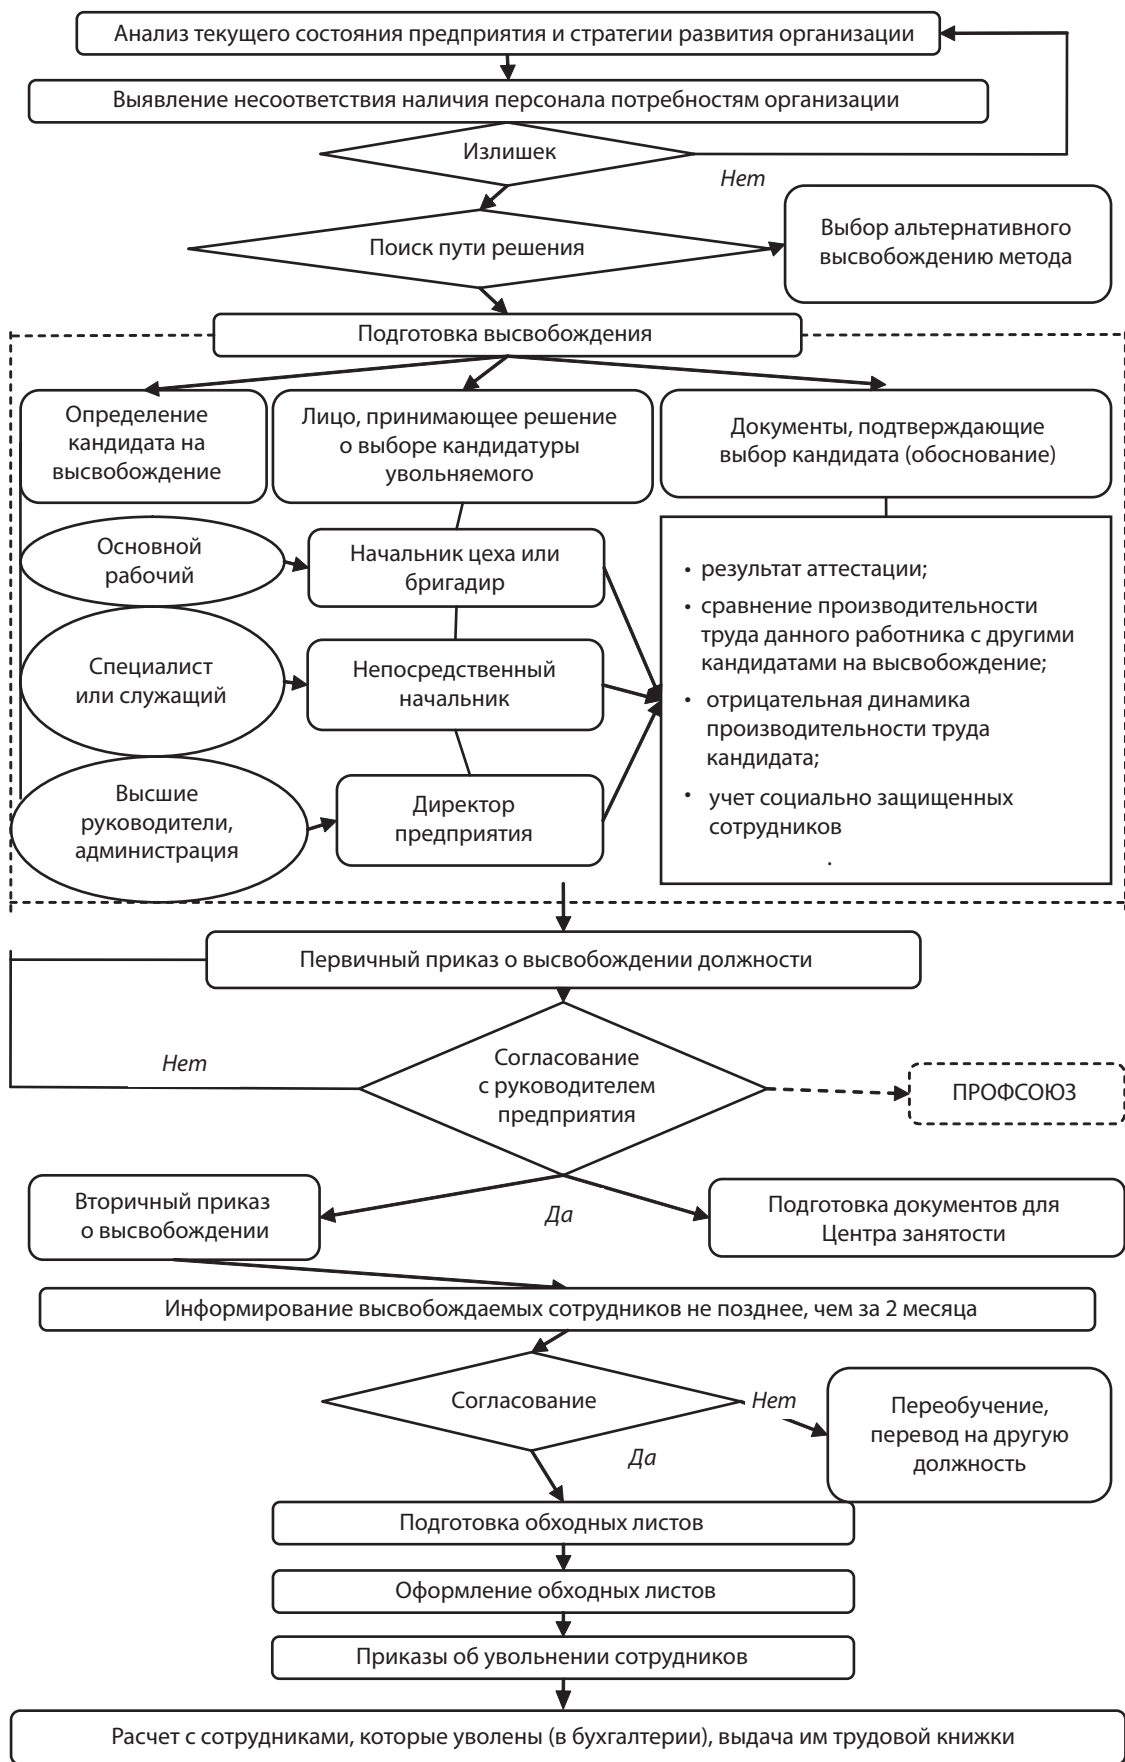 Анализ текущего состояния предприятия и стратегии развития организации
Выявление несоответствия наличия персонала потребностям организации
Излишек
Нет
Поиск пути решения
Выбор альтернативного
высвобождению метода
Подготовка высвобождения
Определение
кандидата на
высвобождение
Лицо, принимающее решение
о выборе кандидатуры
увольняемого
Документы, подтверждающие
выбор кандидата (обоснование)
Основной
рабочий
Начальник цеха или
бригадир
Специалист
или служащий
Непосредственный
начальник
Высшие
руководители,
администрация
Директор
предприятия
• результат аттестации;
• сравнение производительности
труда данного работника с другими
кандидатами на высвобождение;
• отрицательная динамика
производительности труда
кандидата;
• учет социально защищенных
сотрудников
.
Первичный приказ о высвобождении должности
Нет
Согласование
с руководителем
предприятия
ПРОФСОЮЗ
Вторичный приказ
о высвобождении
Да
Подготовка документов для
Центра занятости
Информирование высвобождаемых сотрудников не позднее, чем за 2 месяца
Согласование
Нет
Переобучение,
перевод на другую
должность
Да
Подготовка обходных листов
Оформление обходных листов
Приказы об увольнении сотрудников
Расчет с сотрудниками, которые уволены (в бухгалтерии), выдача им трудовой книжки